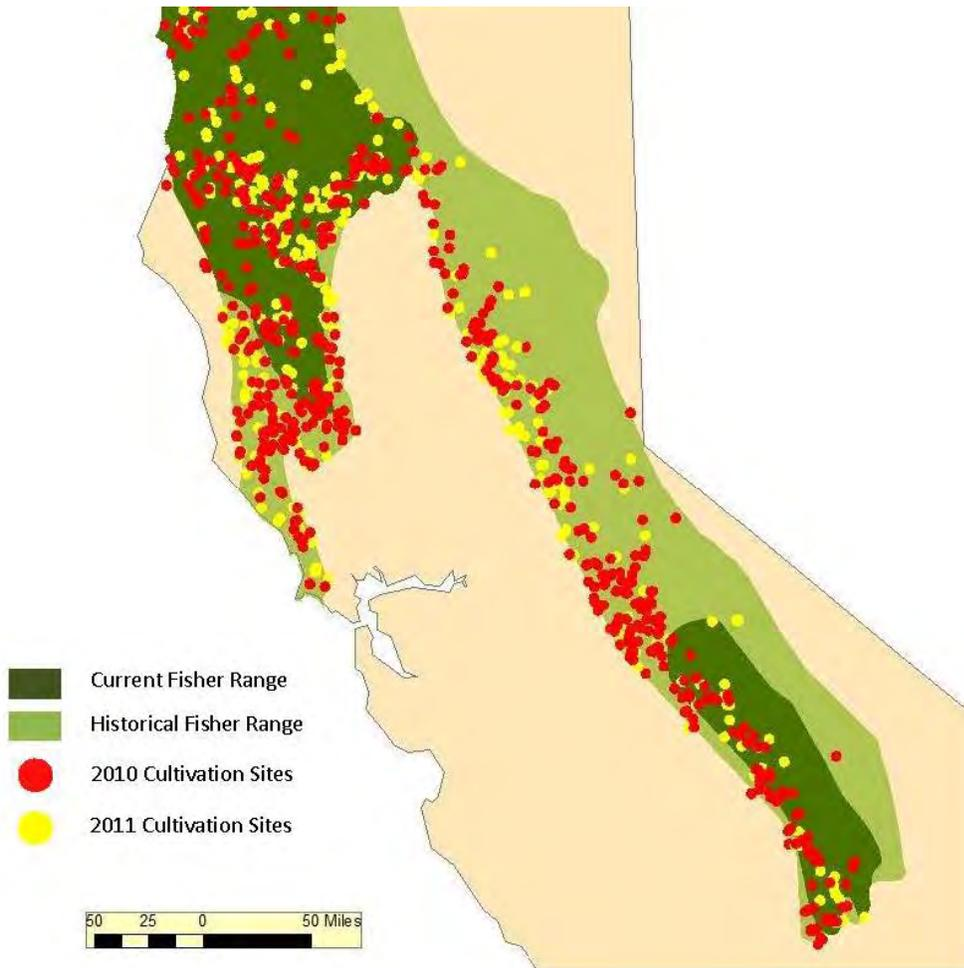 Current Fisher Range
Historical Fisher Range
2010 Cultivation Sites
2011 Cultivation Sites
50 25 0 50 Miles